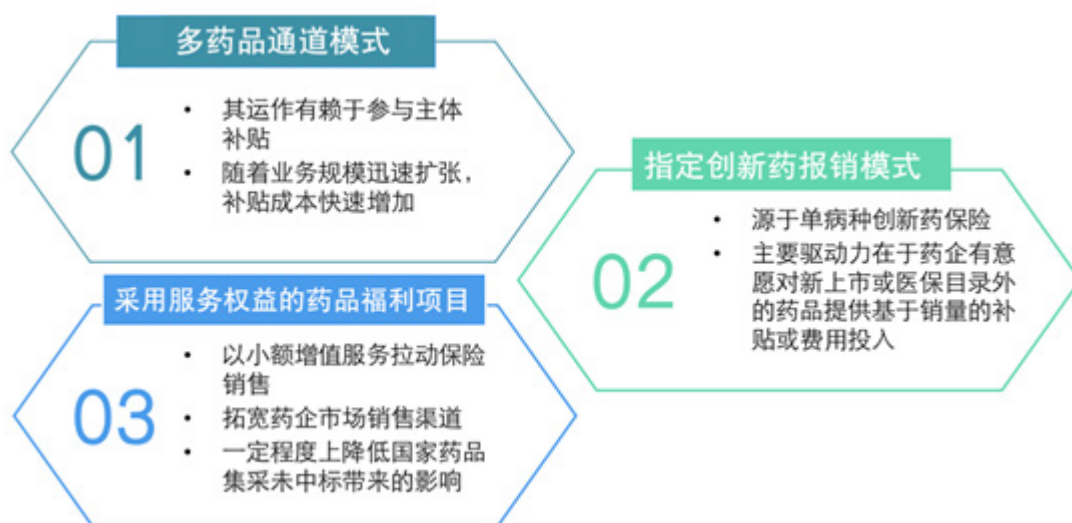 多药品通道模式
01
• 其运作有赖于参与主体
补贴
• 随着业务规模迅速扩张，
补贴成本快速增加
指定创新药报销模式
02
• 源于单病种创新药保险
• 主要驱动力在于药企有意
愿对新上市或医保目录外
的药品提供基于销量的补
贴或费用投入
采用服务权益的药品福利项目
03
• 以小额增值服务拉动保险
销售
• 拓宽药企市场销售渠道
• 一定程度上降低国家药品
集采未中标带来的影响